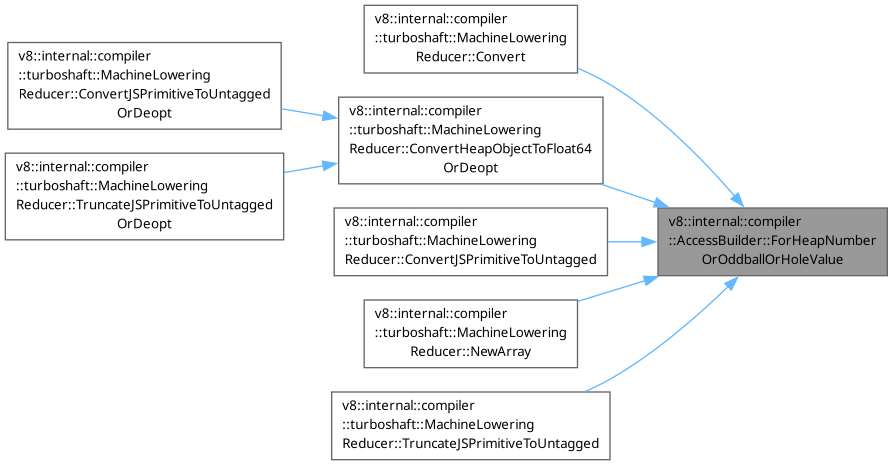 v8::internal::compiler
::turboshaft::MachineLowering
Reducer::Convert
v8::internal::compiler
::turboshaft::MachineLowering
Reducer::ConvertJSPrimitiveToUntagged
OrDeopt
v8::internal::compiler
::turboshaft::MachineLowering
Reducer::ConvertHeapObjectToFloat64
OrDeopt
v8::internal::compiler
::turboshaft::MachineLowering
Reducer::TruncateJSPrimitiveToUntagged
OrDeopt
v8::internal::compiler
::turboshaft::MachineLowering
Reducer::ConvertJSPrimitiveToUntagged
v8::internal::compiler
::AccessBuilder::ForHeapNumber
OrOddballOrHoleValue
v8::internal::compiler
::turboshaft::MachineLowering
Reducer::NewArray
v8::internal::compiler
::turboshaft::MachineLowering
Reducer::TruncateJSPrimitiveToUntagged